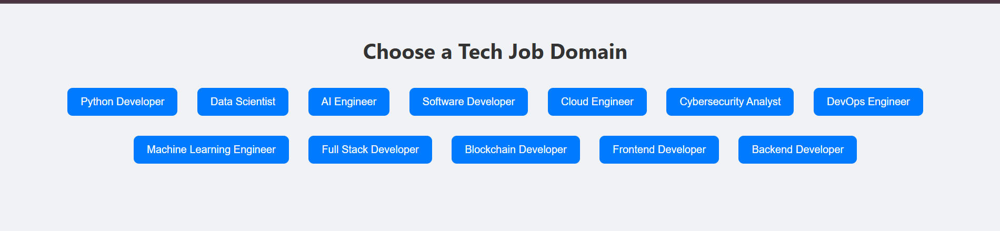 Choose a Tech Job Domain
Python Developer Data Scientist AI Engineer Software Developer Cloud Engineer Cybersecurity Analyst DevOps Engineer
Machine Learning Engineer Full Stack Developer Blockchain Developer Frontend Developer Backend Developer